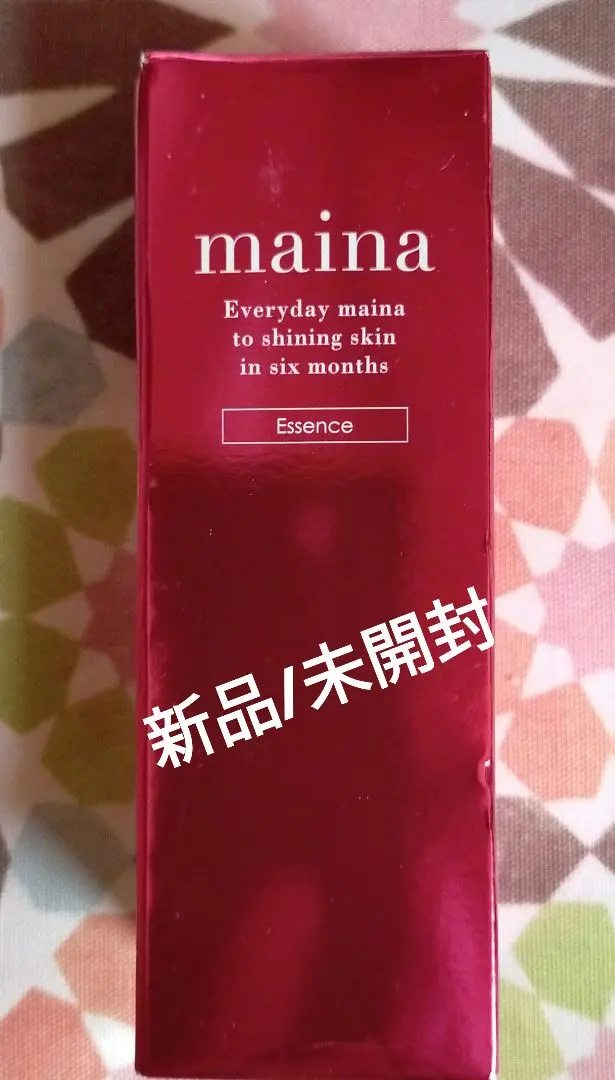 maina
Everyday maina
to shining skin
in six months
Essence
新品/未開封